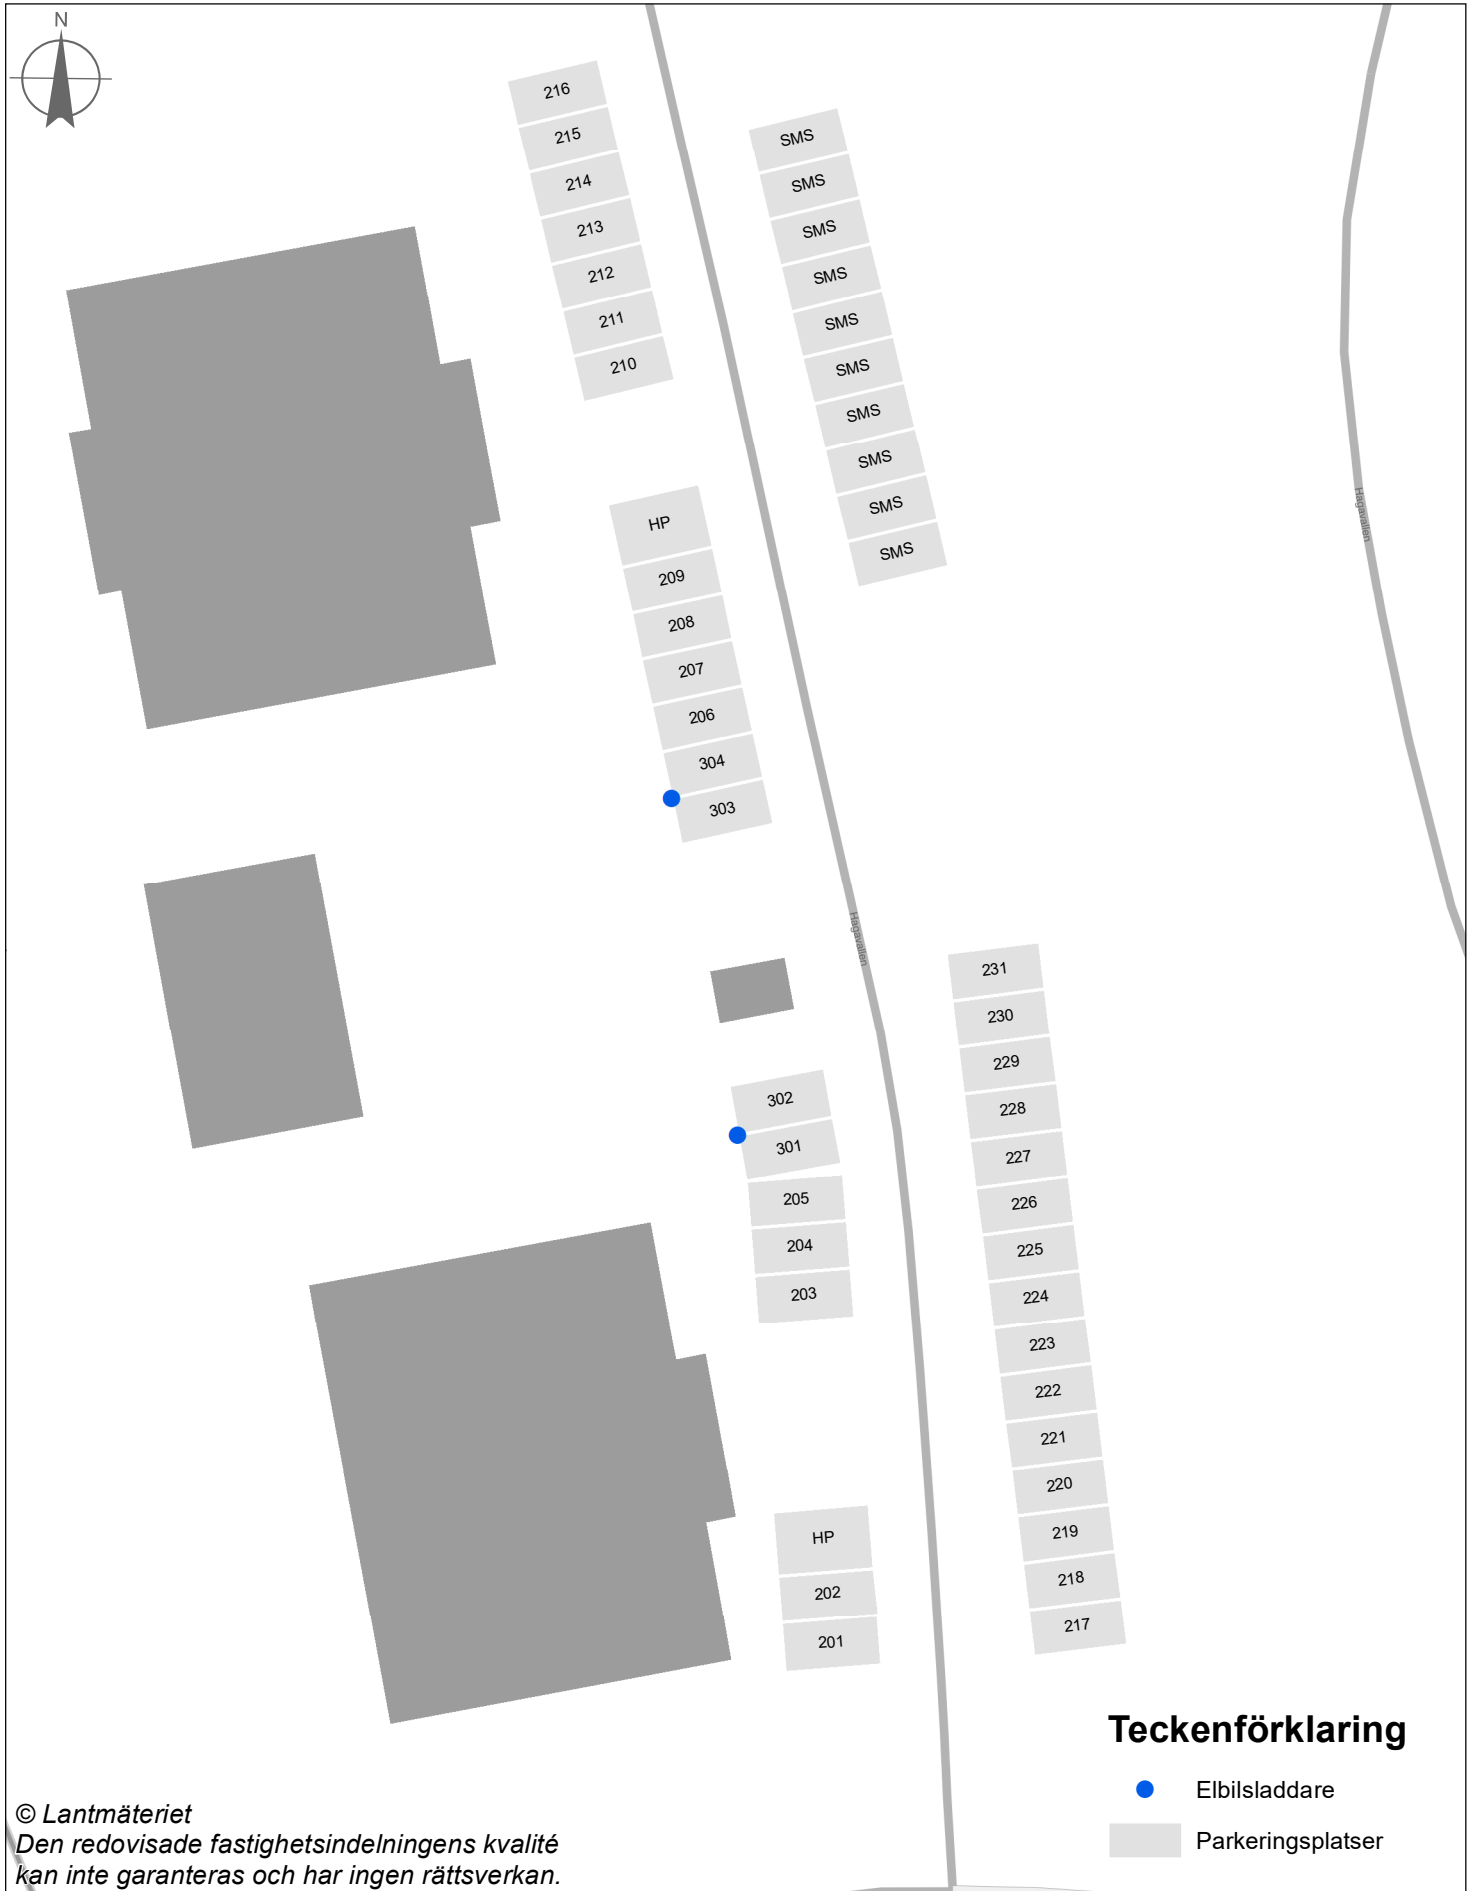 N
216
215
214
213
212
211
210
SMS
SMS
SMS
SMS
SMS
SMS
SMS
SMS
SMS
SMS
HP
209
208
207
206
304
303
Hagavallen
Hagavallen
302
301
205
204
203
231
230
229
228
227
226
225
224
223
222
221
220
219
218
217
HP
202
201
Teckenförklaring
Elbilsladdare
Parkeringsplatser
© Lantmäteriet
Den redovisade fastighetsindelningens kvalité
kan inte garanteras och har ingen rättsverkan.